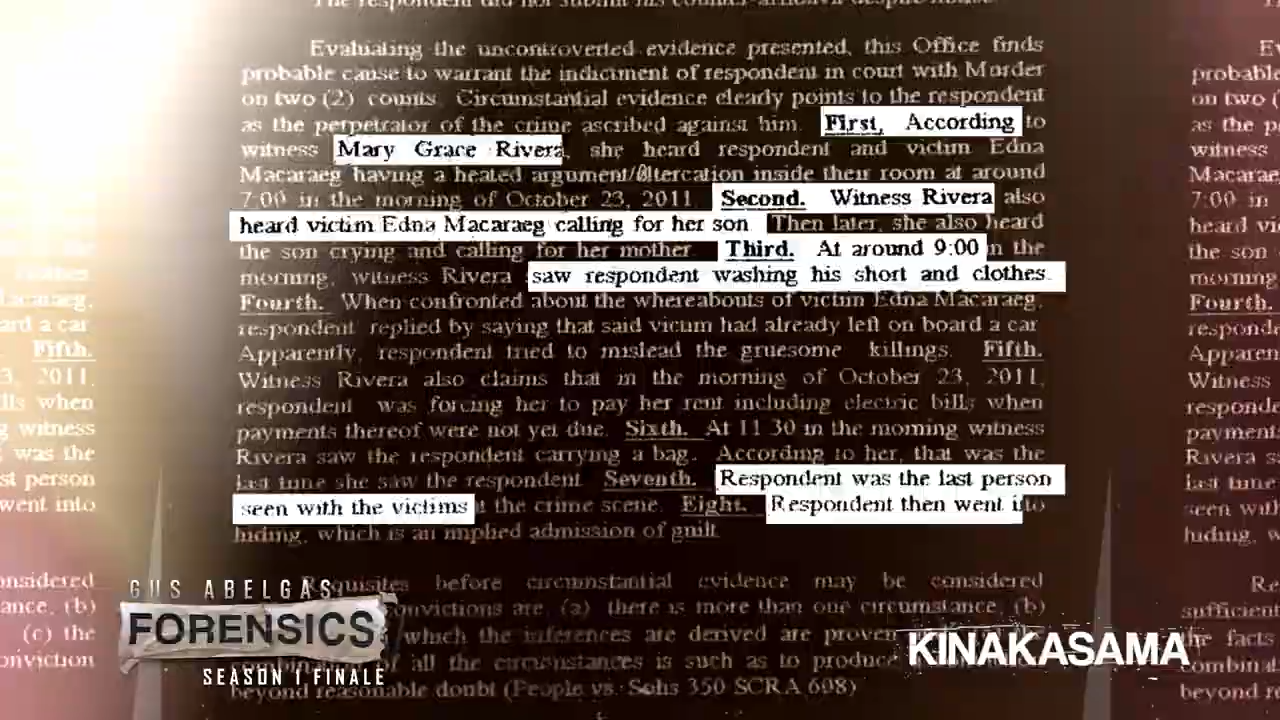 Evaluating the uncontroverted evidence presented, this Office finds
probable cause to warrant the indictment of respondent in court with Murder
on two (2) counts. Circumstantial evidence clearly points to the respondent
as the perpetrator of the crime ascribed against him. First, According to
witness Mary Grace Rivera, she heard respondent and victim Edna
Macaraeg having a heated argument/altercation inside their room at around
7:00 in the morning of October 23, 2011. Second. Witness Rivera also
heard victim Edna Macaraeg calling for her son. Then later, she also heard
the son crying and calling for her mother. Third. At around 9:00 in the
morning, witness Rivera saw respondent washing his short and clothes.
Fourth. When confronted about the whereabouts of victim Edna Macaraeg,
respondent replied by saying that said victim had already left on board a car.
Apparently, respondent tried to mislead the gruesome killings. Fifth.
Witness Rivera also claims that in the morning of October 23, 2011,
respondent was forcing her to pay her rent including electric bills when
payments thereof were not yet due. Sixth. At 11:30 in the morning witness
Rivera saw the respondent carrying a bag. According to her, that was the
last time she saw the respondent. Seventh. Respondent was the last person
seen with the victims the crime scene. Eight. Respondent then went into
hiding, which is an implied admission of guilt.
Requisites before circumstantial evidence may be considered
convictions are, (a) there is more than one circumstance, (b)
which the inferences are derived are proven
of all the circumstances is such as to produce
beyond reasonable doubt (People vs. Solis 350 SCRA 608)
GUS ABELGAS
FORENSICS
SEASON 1 FINALE
KINAKASAMA